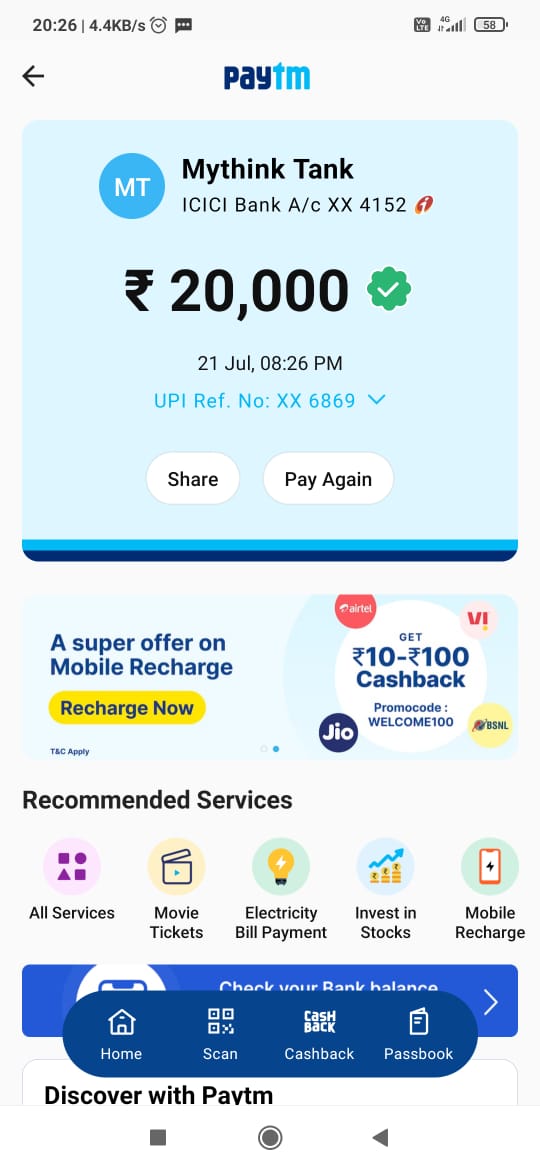 20:26 | 4.4KB/s
Vo LTE 4G 58
paytm
MT
Mythink Tank
ICICI Bank A/c XX 4152
₹ 20,000
21 Jul, 08:26 PM
UPI Ref. No: XX 6869
Share
Pay Again
A super offer on
Mobile Recharge
Recharge Now
T&C Apply
airtel
VI
GET
₹10-₹100
Cashback
Promocode :
WELCOME100
Jio
BSNL
Recommended Services
All Services
Movie
Tickets
Electricity
Bill Payment
Invest in
Stocks
Mobile
Recharge
Check your Bank balance
Home
Scan
CASH
BACK
Cashback
Passbook
Discover with Paytm